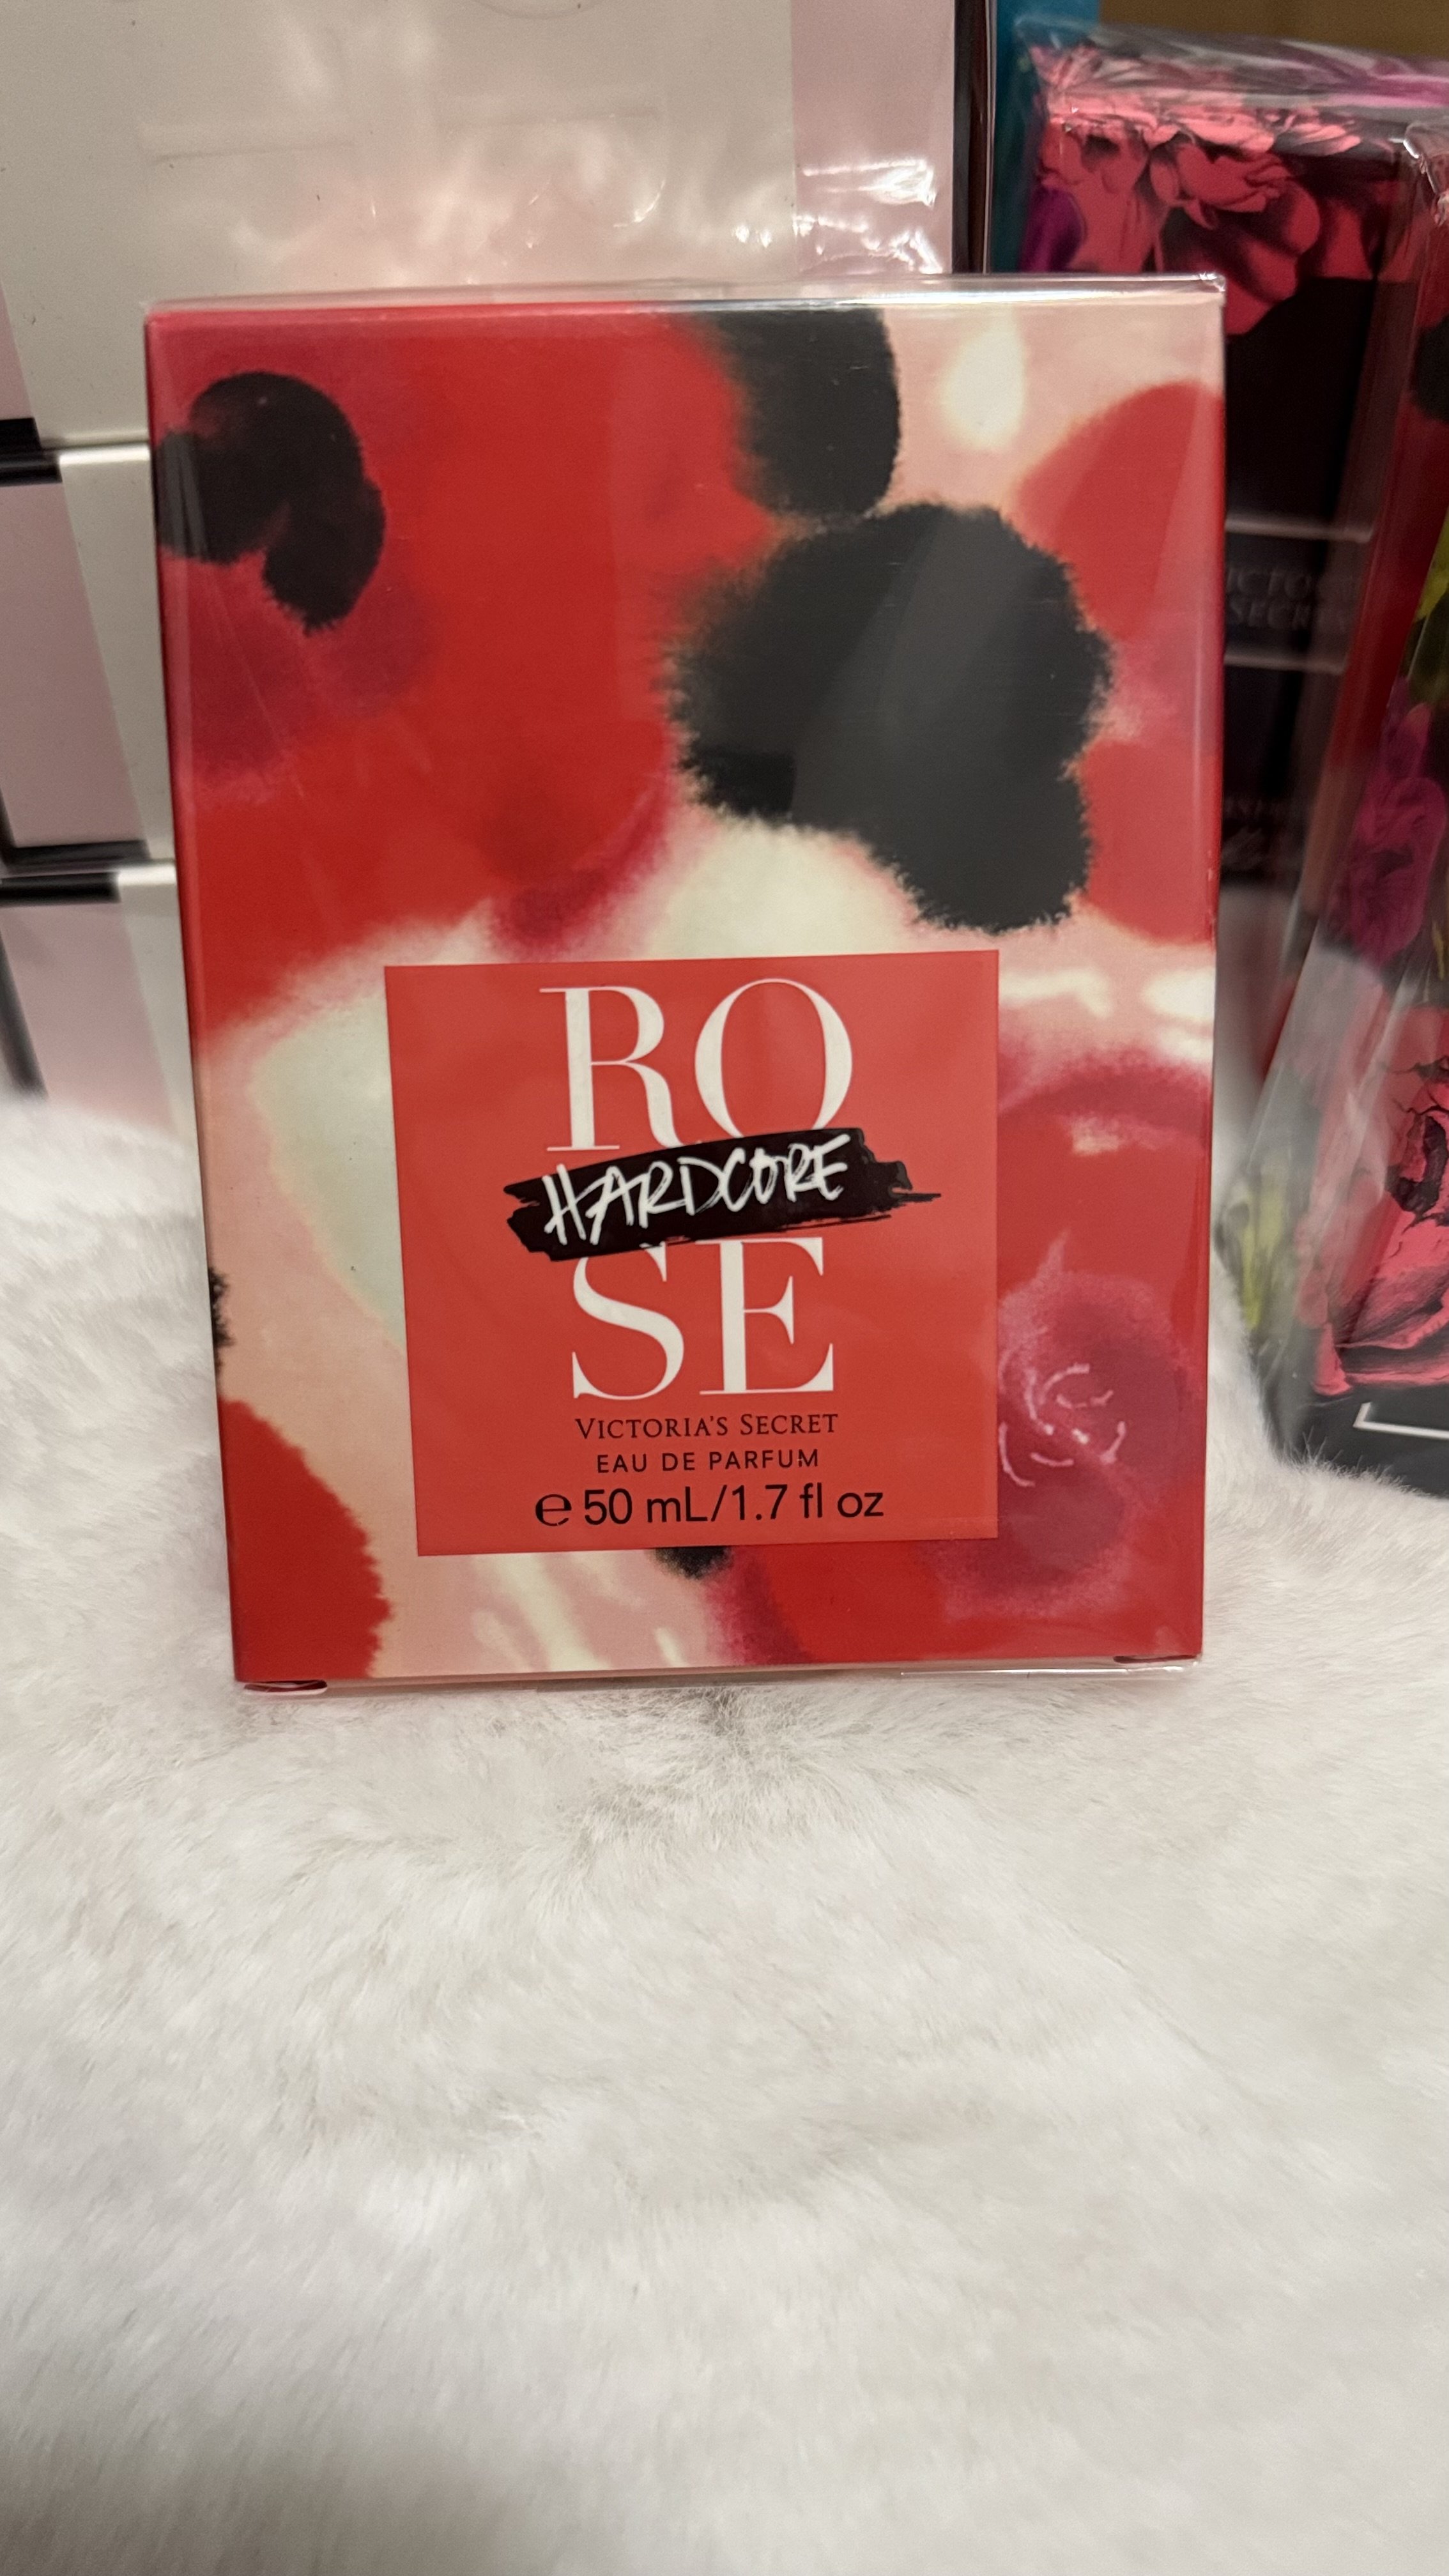 RO
HARDCORE
SE
VICTORIA'S SECRET
EAU DE PARFUM
℮ 50 mL/1.7 fl oz